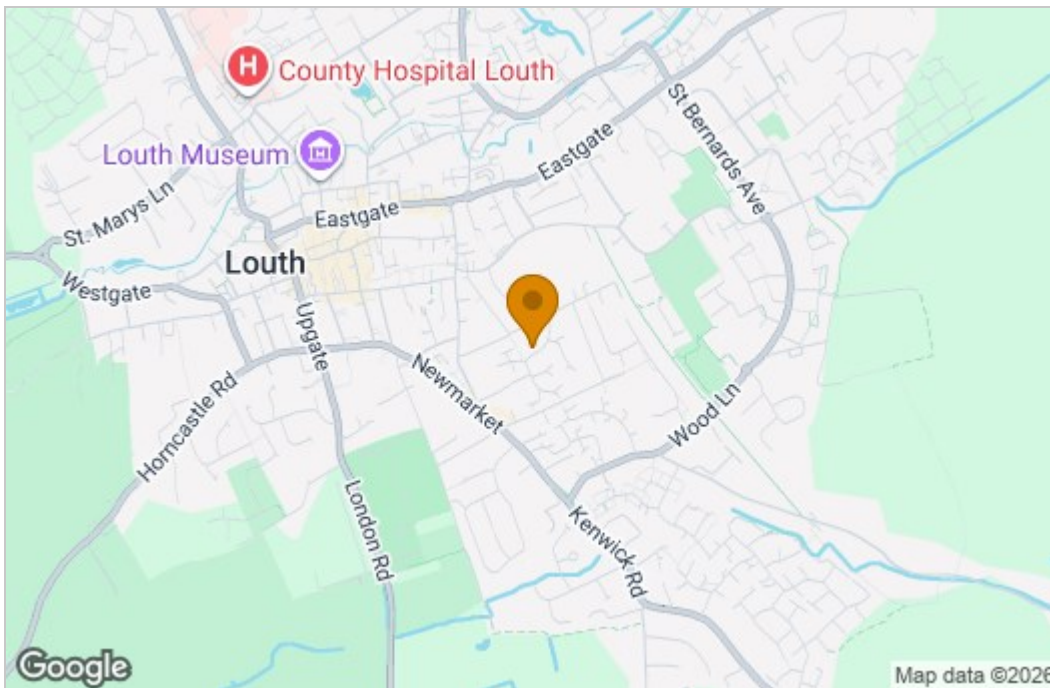 H
County Hospital Louth
Louth Museum
St. Marys Ln
Eastgate
Eastgate
St Bernards Ave
Louth
Westgate
Upgate
Horncastle Rd
Newmarket
Wood Ln
London Rd
Kenwick Rd
Google
Map data ©2026